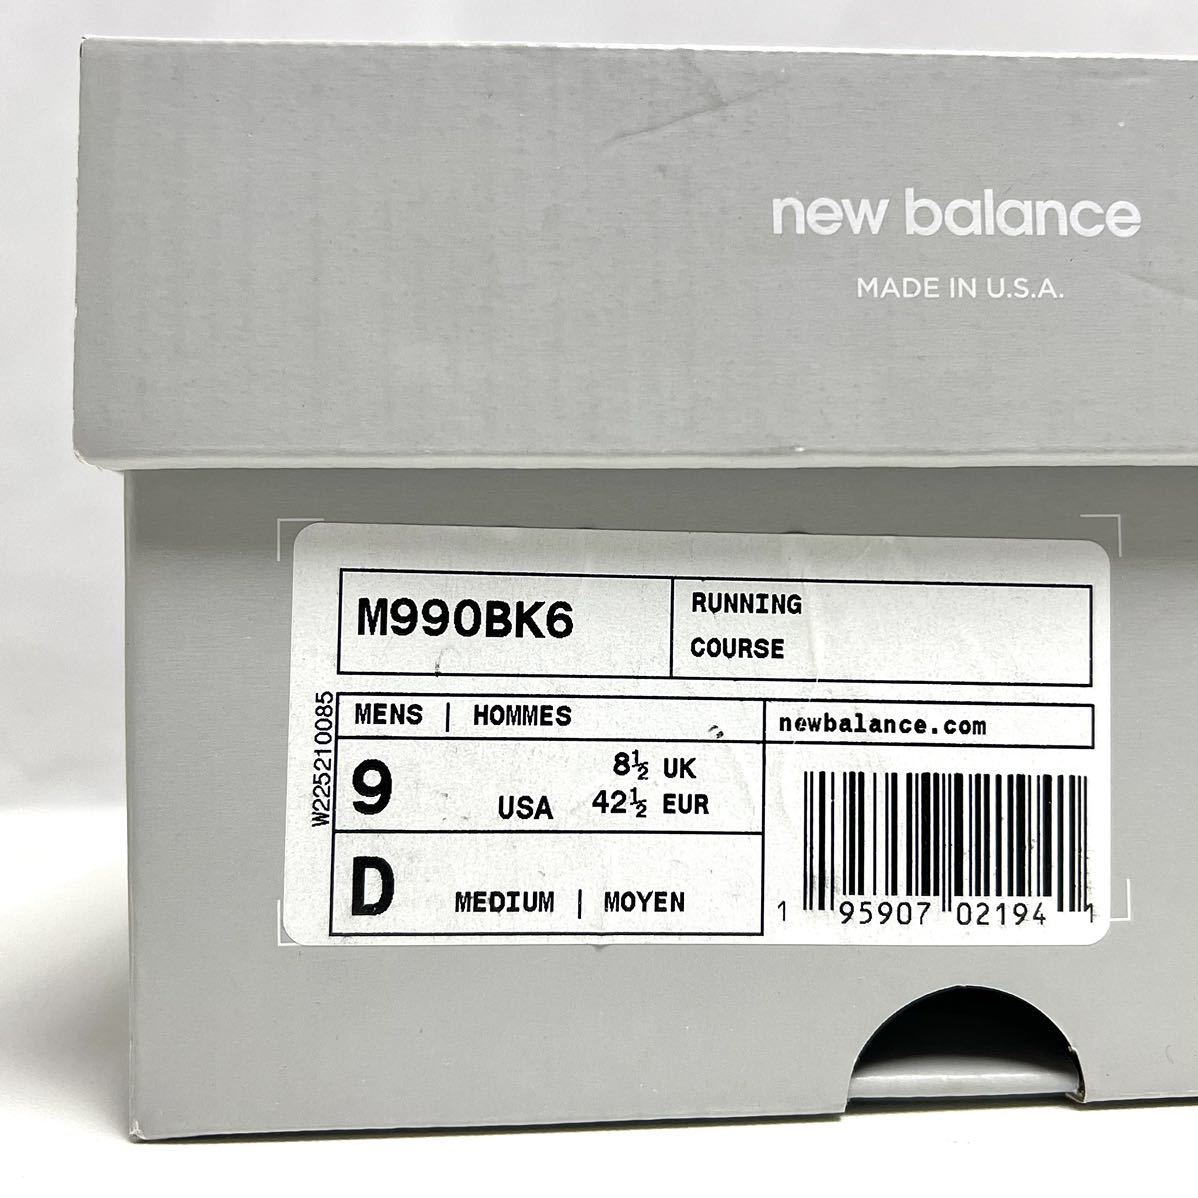 new balance
MADE IN U.S.A.
M990BK6
RUNNING
COURSE
W225210085
MENS | HOMMES
newbalance.com
9 USA
8½ UK
42½ EUR
D MEDIUM | MOYEN
1 95907 02194 1